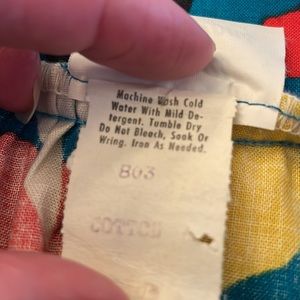 Machine Wash Cold
Water With Mild De-
tergent. Tumble Dry
Do Not Bleach, Soak Or
Wring. Iron As Needed.
803
COTTON